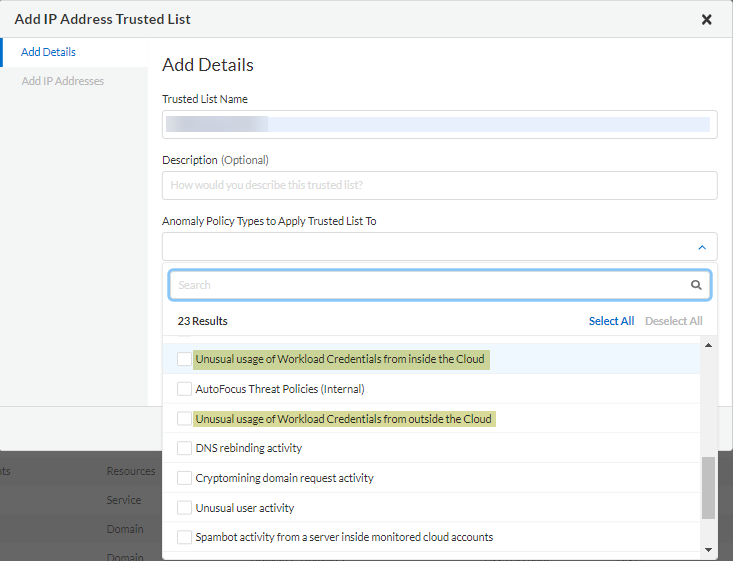 Add IP Address Trusted List
Add Details
Add IP Addresses
Add Details
Trusted List Name
Description (Optional)
How would you describe this trusted list?
Anomaly Policy Types to Apply Trusted List To
Search
23 Results
Select All
Deselect All
Unusual usage of Workload Credentials from inside the Cloud
AutoFocus Threat Policies (Internal)
Unusual usage of Workload Credentials from outside the Cloud
DNS rebinding activity
Cryptomining domain request activity
Unusual user activity
Spambot activity from a server inside monitored cloud accounts
nts
Resources
Service
Domain
Domain